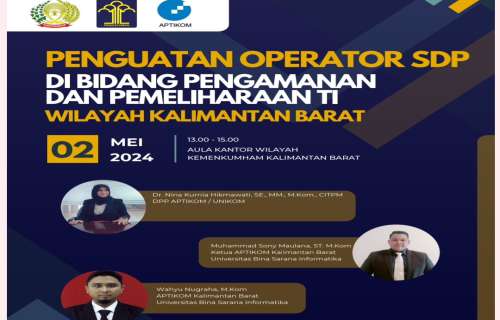 APTIKOM
PENGUATAN OPERATOR SDP
DI BIDANG PENGAMANAN
DAN PEMELIHARAAN TI
WILAYAH KALIMANTAN BARAT
02
MEI
2024
13.00 - 15.00
AULA KANTOR WILAYAH
KEMENKUMHAM KALIMANTAN BARAT
Dr. Nina Kurnia Hikmawati, SE., MM., M.Kom., CITPM
DPP APTIKOM / UNIKOM
Muhammad Sony Maulana, ST. M.Kom
Ketua APTIKOM Kalimantan Barat
Universitas Bina Sarana Informatika
Wahyu Nugraha, M.Kom
APTIKOM Kalimantan Barat
Universitas Bina Sarana Informatika